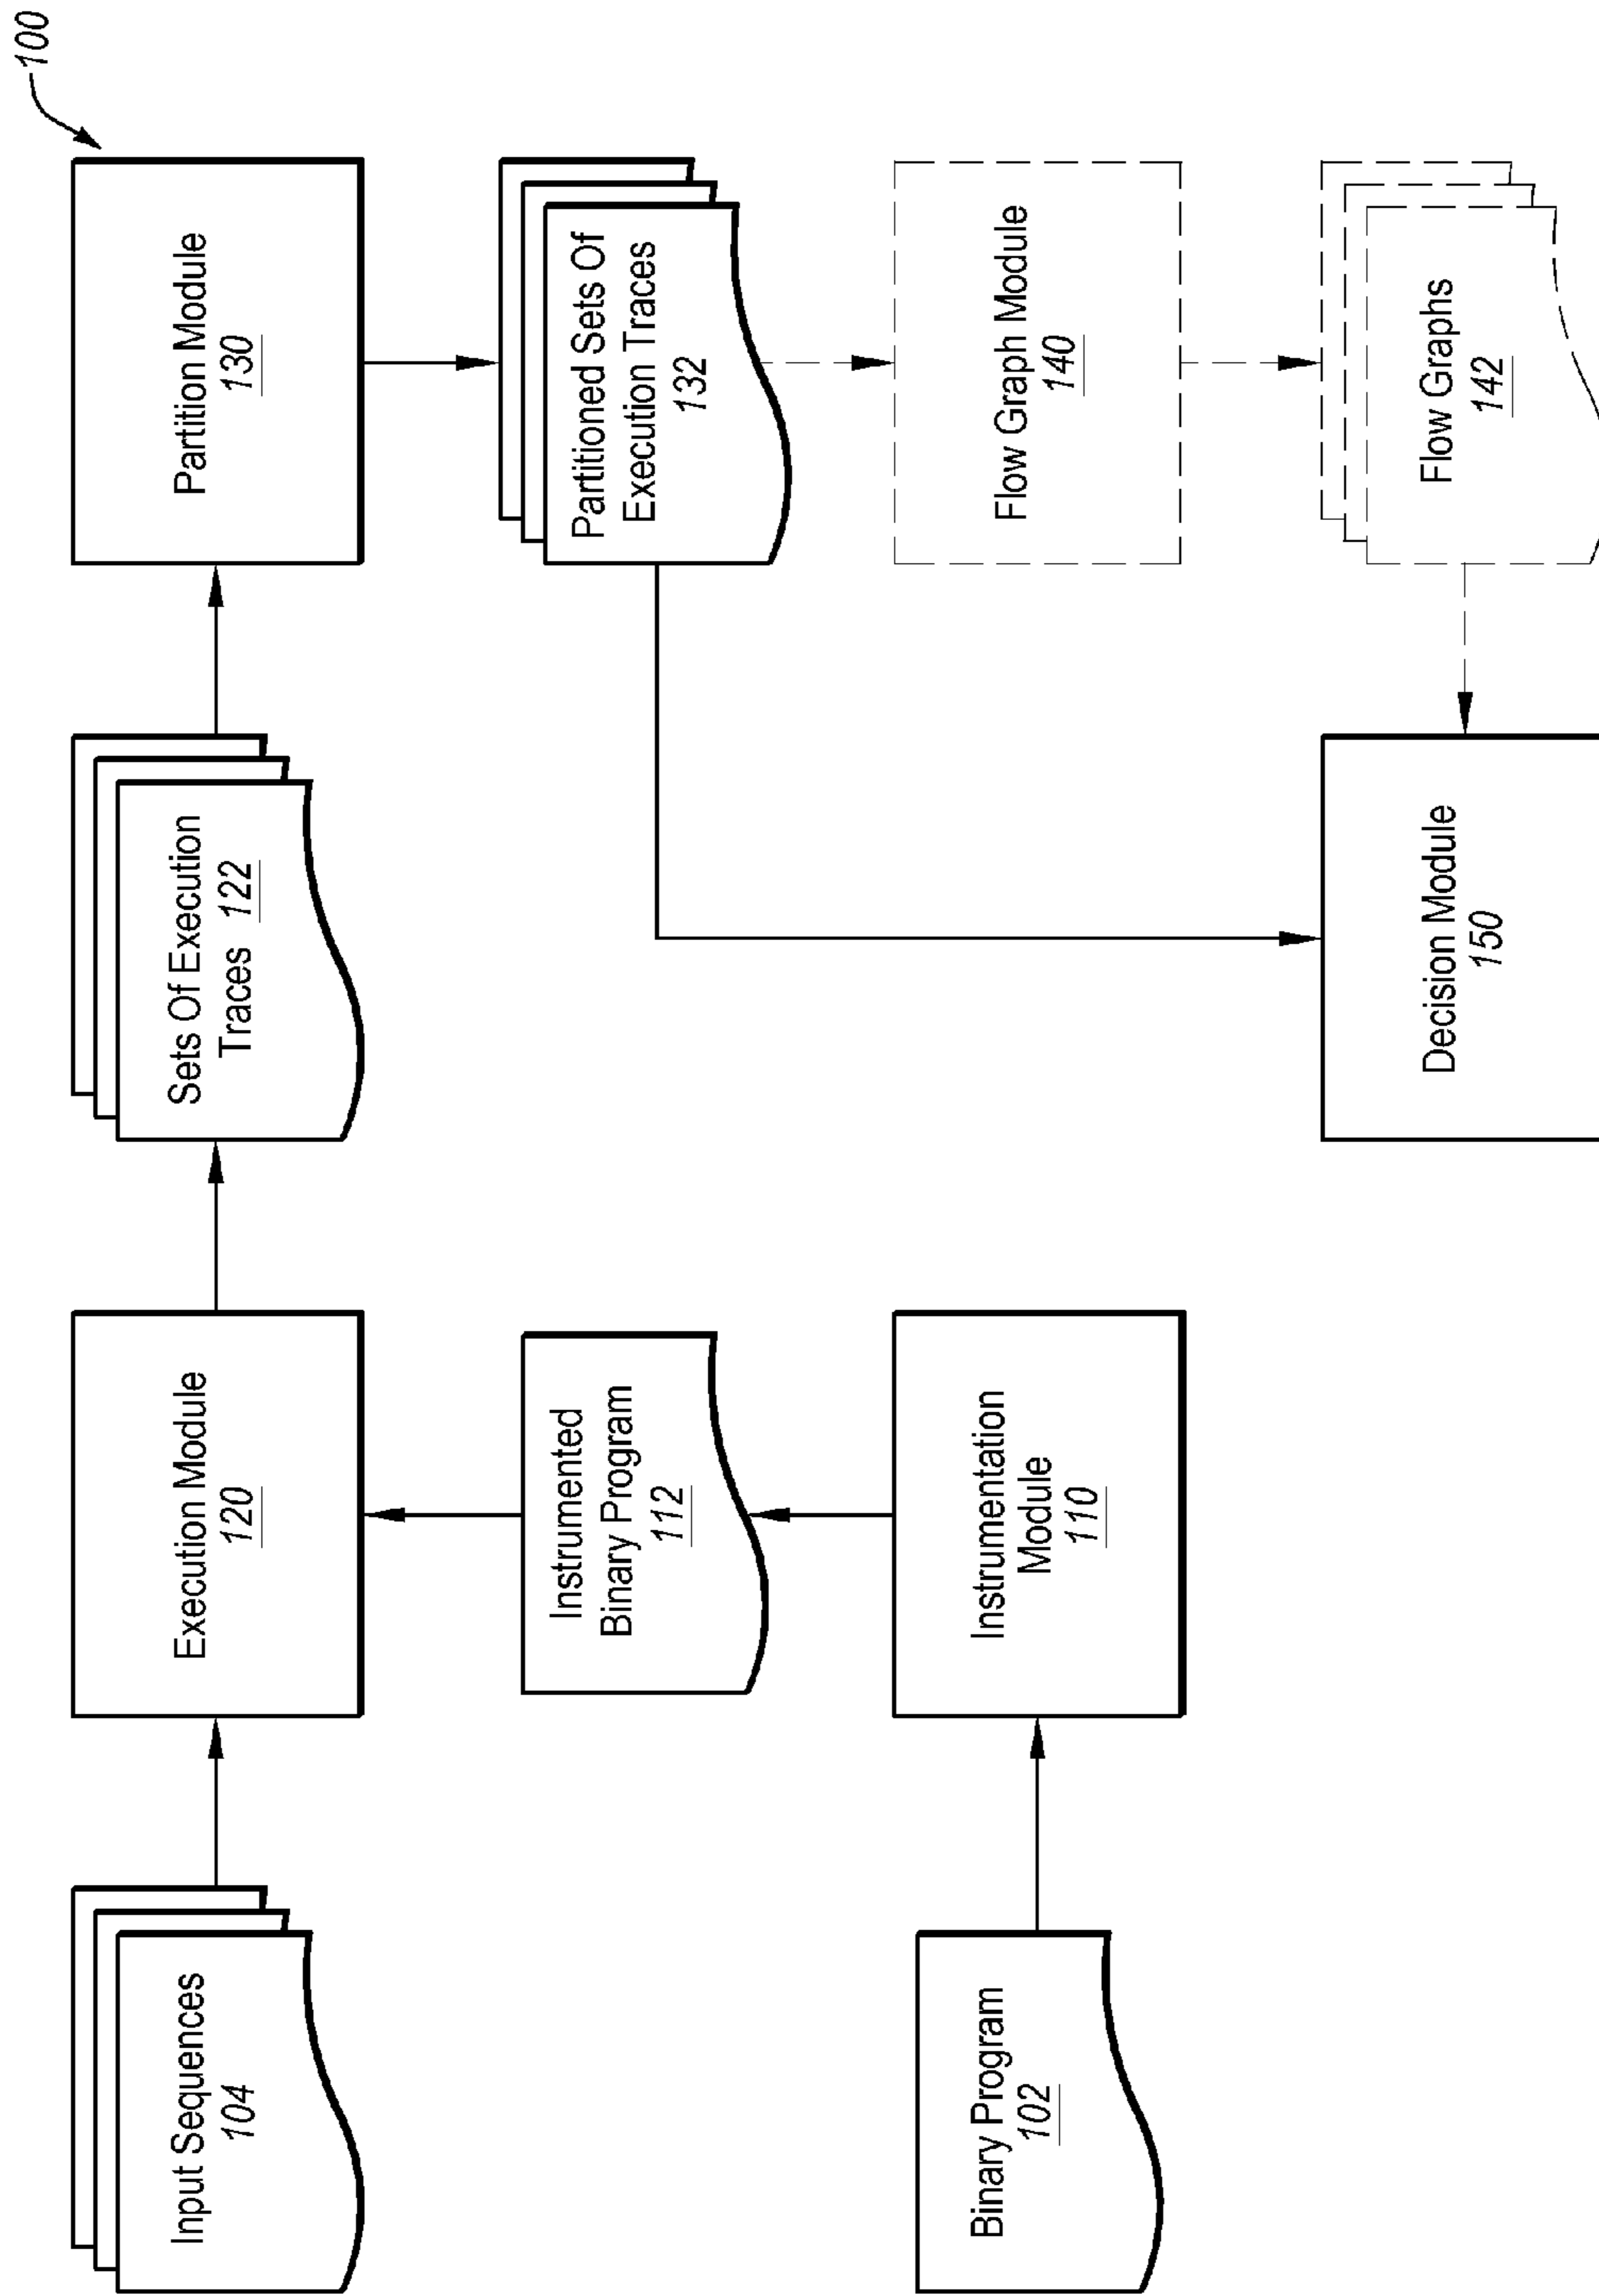 100
Input Sequences
104
Execution Module
120
Sets Of Execution
Traces 122
Partition Module
130
Instrumented
Binary Program
112
Partitioned Sets Of
Execution Traces
132
Binary Program
102
Instrumentation
Module
110
Flow Graph Module
140
Decision Module
150
Flow Graphs
142